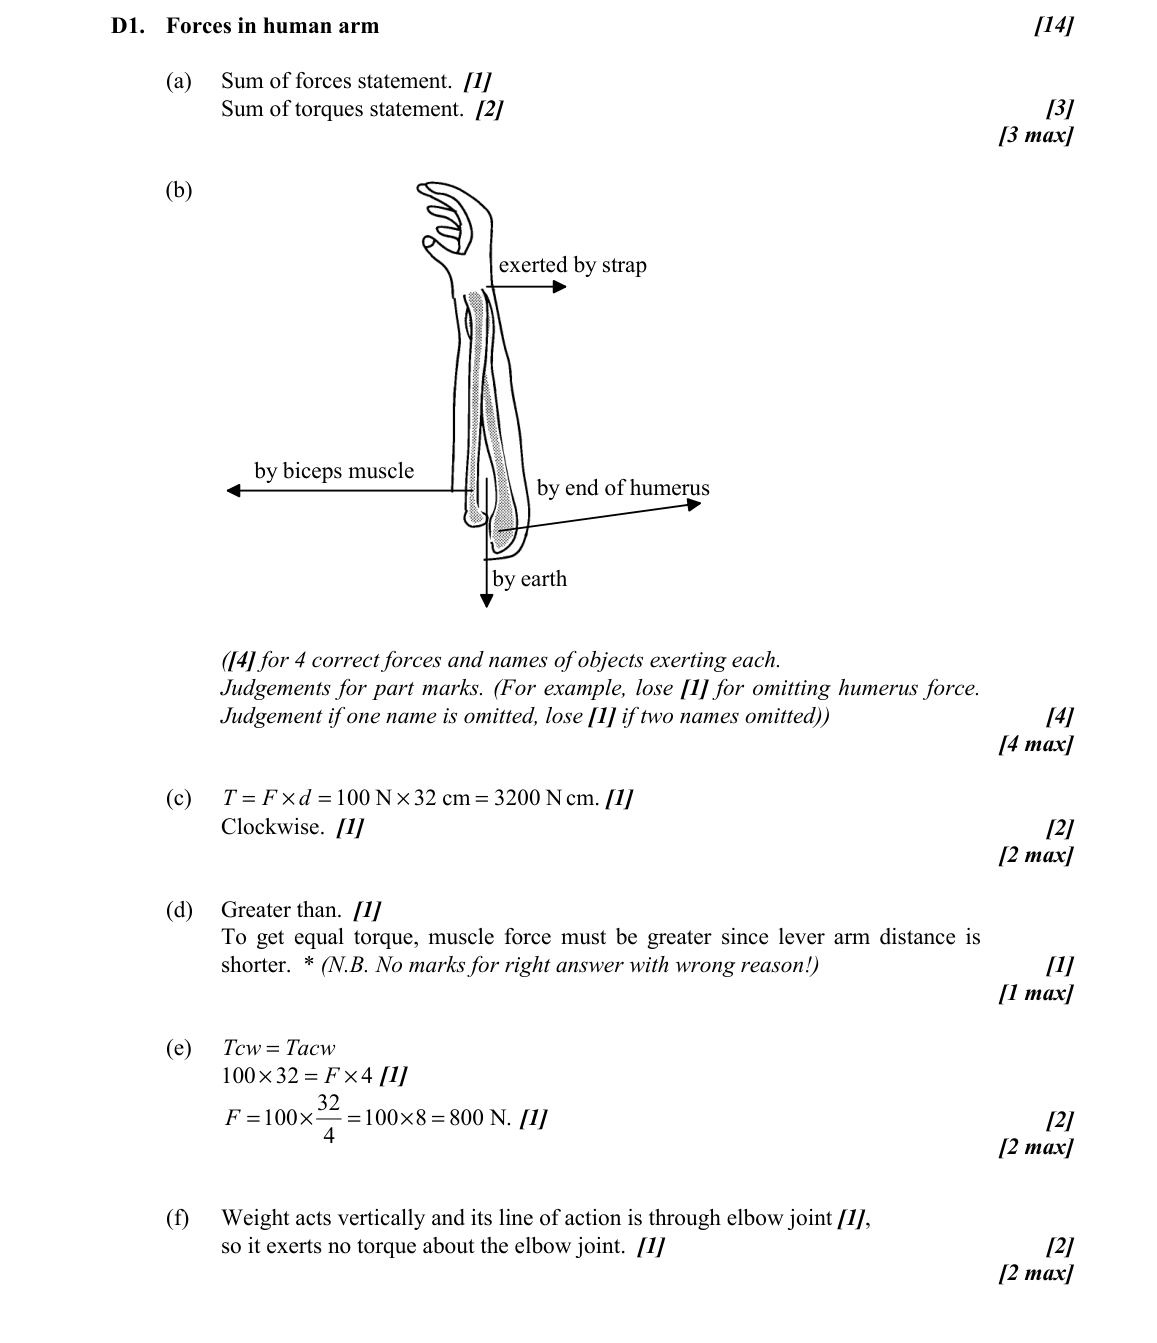 D1. Forces in human arm [14]
(a) Sum of forces statement. [1]
Sum of torques statement. [2] [3]
[3 max]
(b)
exerted by strap
by biceps muscle
by end of humerus
by earth
([4] for 4 correct forces and names of objects exerting each.
Judgements for part marks. (For example, lose [1] for omitting humerus force.
Judgement if one name is omitted, lose [1] if two names omitted)) [4]
[4 max]
(c) T = F × d = 100 N × 32 cm = 3200 N cm. [1]
Clockwise. [1] [2]
[2 max]
(d) Greater than. [1]
To get equal torque, muscle force must be greater since lever arm distance is
shorter. * (N.B. No marks for right answer with wrong reason!) [1]
[1 max]
(e) Tcw = Tacw
100 × 32 = F × 4 [1]
F = 100 × 32/4 = 100 × 8 = 800 N. [1] [2]
[2 max]
(f) Weight acts vertically and its line of action is through elbow joint [1],
so it exerts no torque about the elbow joint. [1] [2]
[2 max]